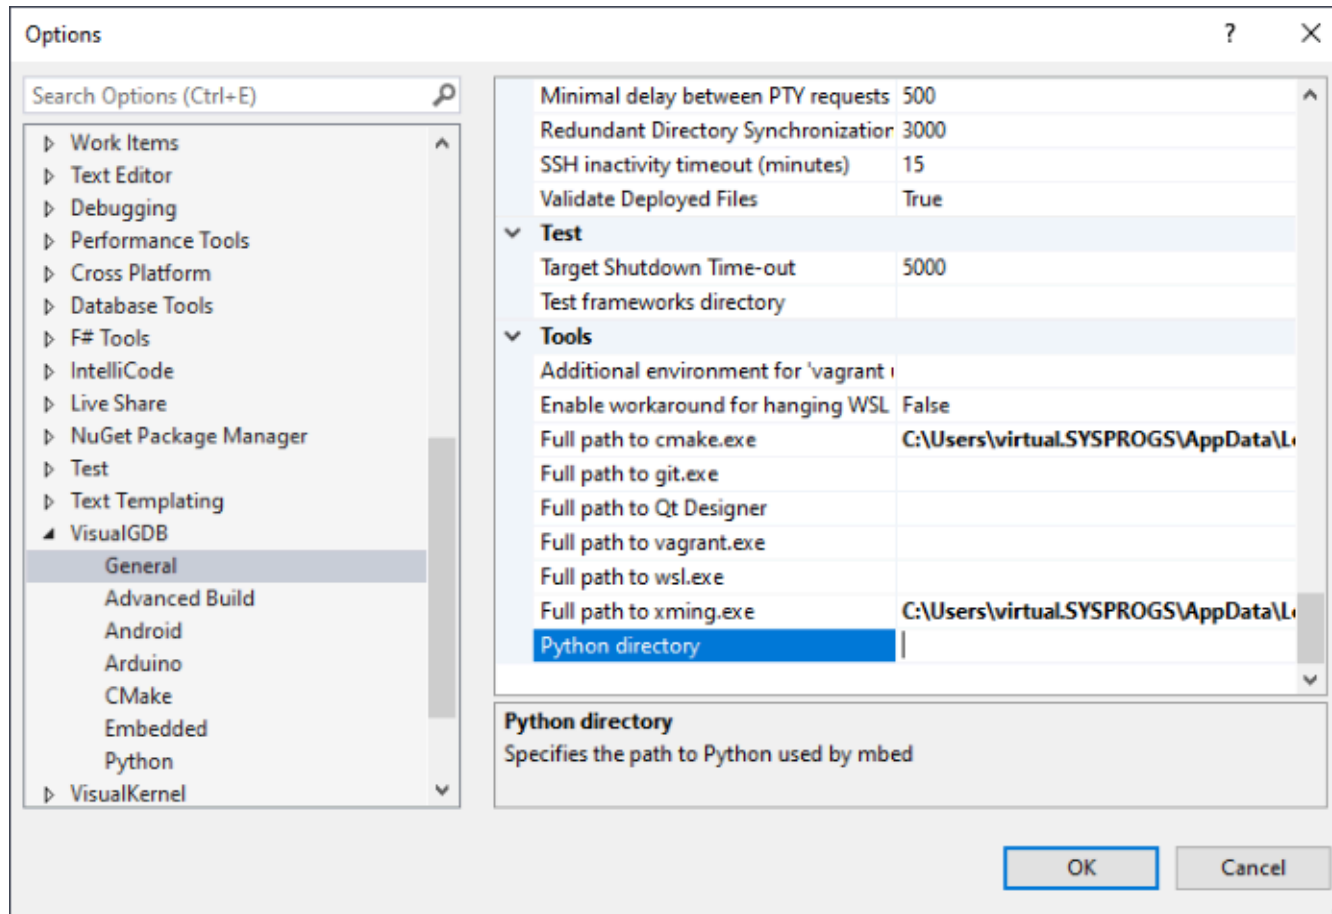 Options
Search Options (Ctrl+E)
Work Items
Text Editor
Debugging
Performance Tools
Cross Platform
Database Tools
F# Tools
IntelliCode
Live Share
NuGet Package Manager
Test
Text Templating
VisualGDB
General
Advanced Build
Android
Arduino
CMake
Embedded
Python
VisualKernel
Minimal delay between PTY requests 500
Redundant Directory Synchronization 3000
SSH inactivity timeout (minutes) 15
Validate Deployed Files True
Test
Target Shutdown Time-out 5000
Test frameworks directory
Tools
Additional environment for 'vagrant
Enable workaround for hanging WSL False
Full path to cmake.exe C:\Users\virtual.SYSPROGS\AppData\L
Full path to git.exe
Full path to Qt Designer
Full path to vagrant.exe
Full path to wsl.exe
Full path to xming.exe C:\Users\virtual.SYSPROGS\AppData\L
Python directory
Python directory
Specifies the path to Python used by mbed
OK Cancel